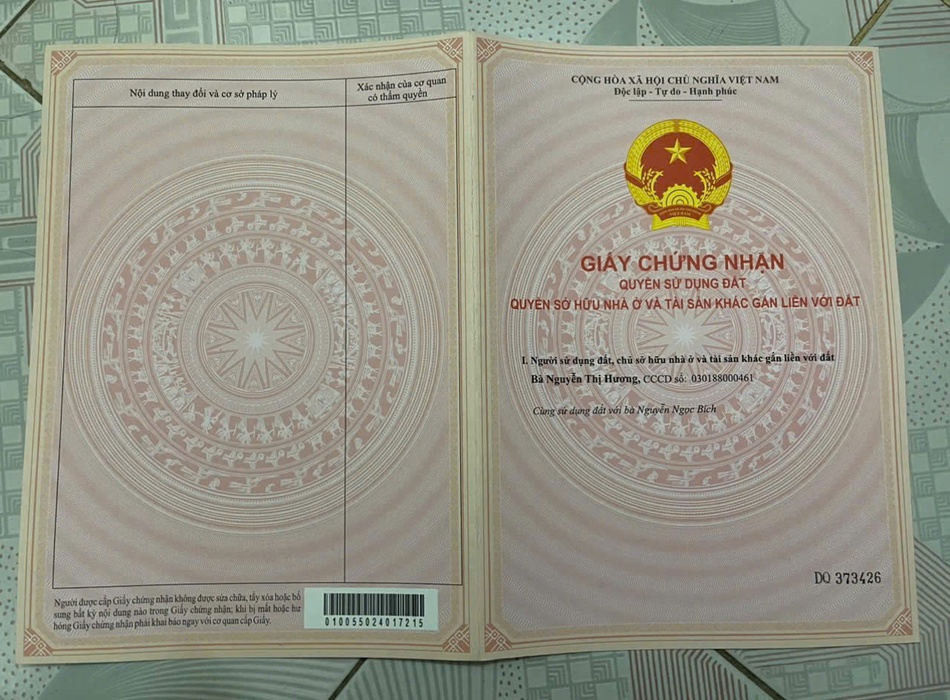 Nội dung thay đổi và cơ sở pháp lý
Xác nhận của cơ quan
có thẩm quyền
Người được cấp Giấy chứng nhận không được sửa chữa, tẩy xóa hoặc bổ
sung bất kỳ nội dung nào trong Giấy chứng nhận; khi bị mất hoặc hư
hỏng Giấy chứng nhận phải khai báo ngay với cơ quan cấp Giấy.
010055024017215
CỘNG HÒA XÃ HỘI CHỦ NGHĨA VIỆT NAM
Độc lập - Tự do - Hạnh phúc
VIỆT NAM
GIẤY CHỨNG NHẬN
QUYỀN SỬ DỤNG ĐẤT
QUYỀN SỞ HỮU NHÀ Ở VÀ TÀI SẢN KHÁC GẮN LIỀN VỚI ĐẤT
I. Người sử dụng đất, chủ sở hữu nhà ở và tài sản khác gắn liền với đất
Bà Nguyễn Thị Hương, CCCD số: 030188000461
Cùng sử dụng đất với bà Nguyễn Ngọc Bích
DQ 373426